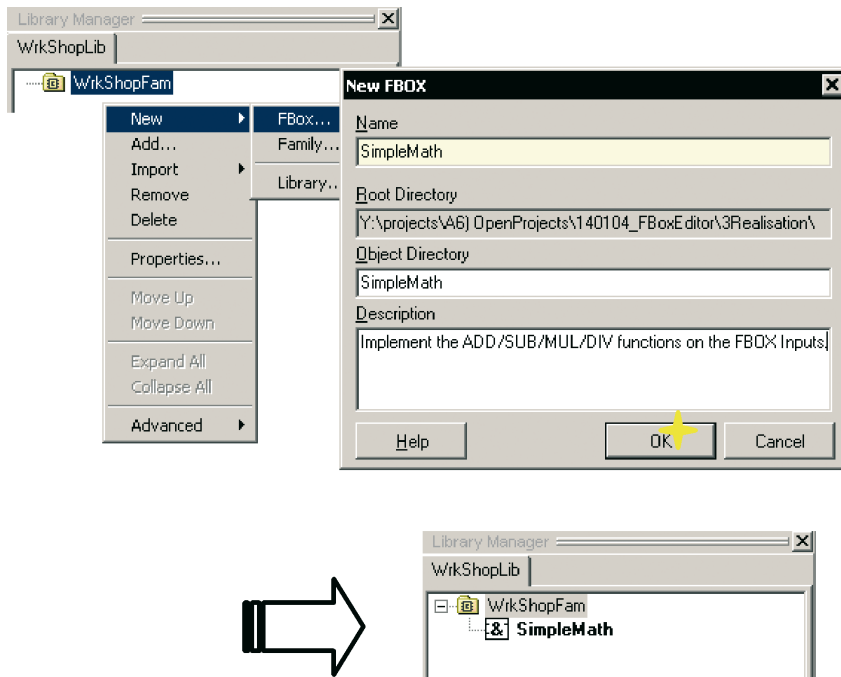 Library Manager
WrkShopLib
WrkShopFam
New
Add...
Import
Remove
Delete
Properties...
Move Up
Move Down
Expand All
Collapse All
Advanced
FBox...
Family...
Library..
New FBOX
Name
SimpleMath
Root Directory
Y:\projects\A6) OpenProjects\140104_FBoxEditor\3Realisation\
Object Directory
SimpleMath
Description
Implement the ADD/SUB/MUL/DIV functions on the FBOX Inputs.
Help
OK
Cancel
Library Manager
WrkShopLib
WrkShopFam
& SimpleMath